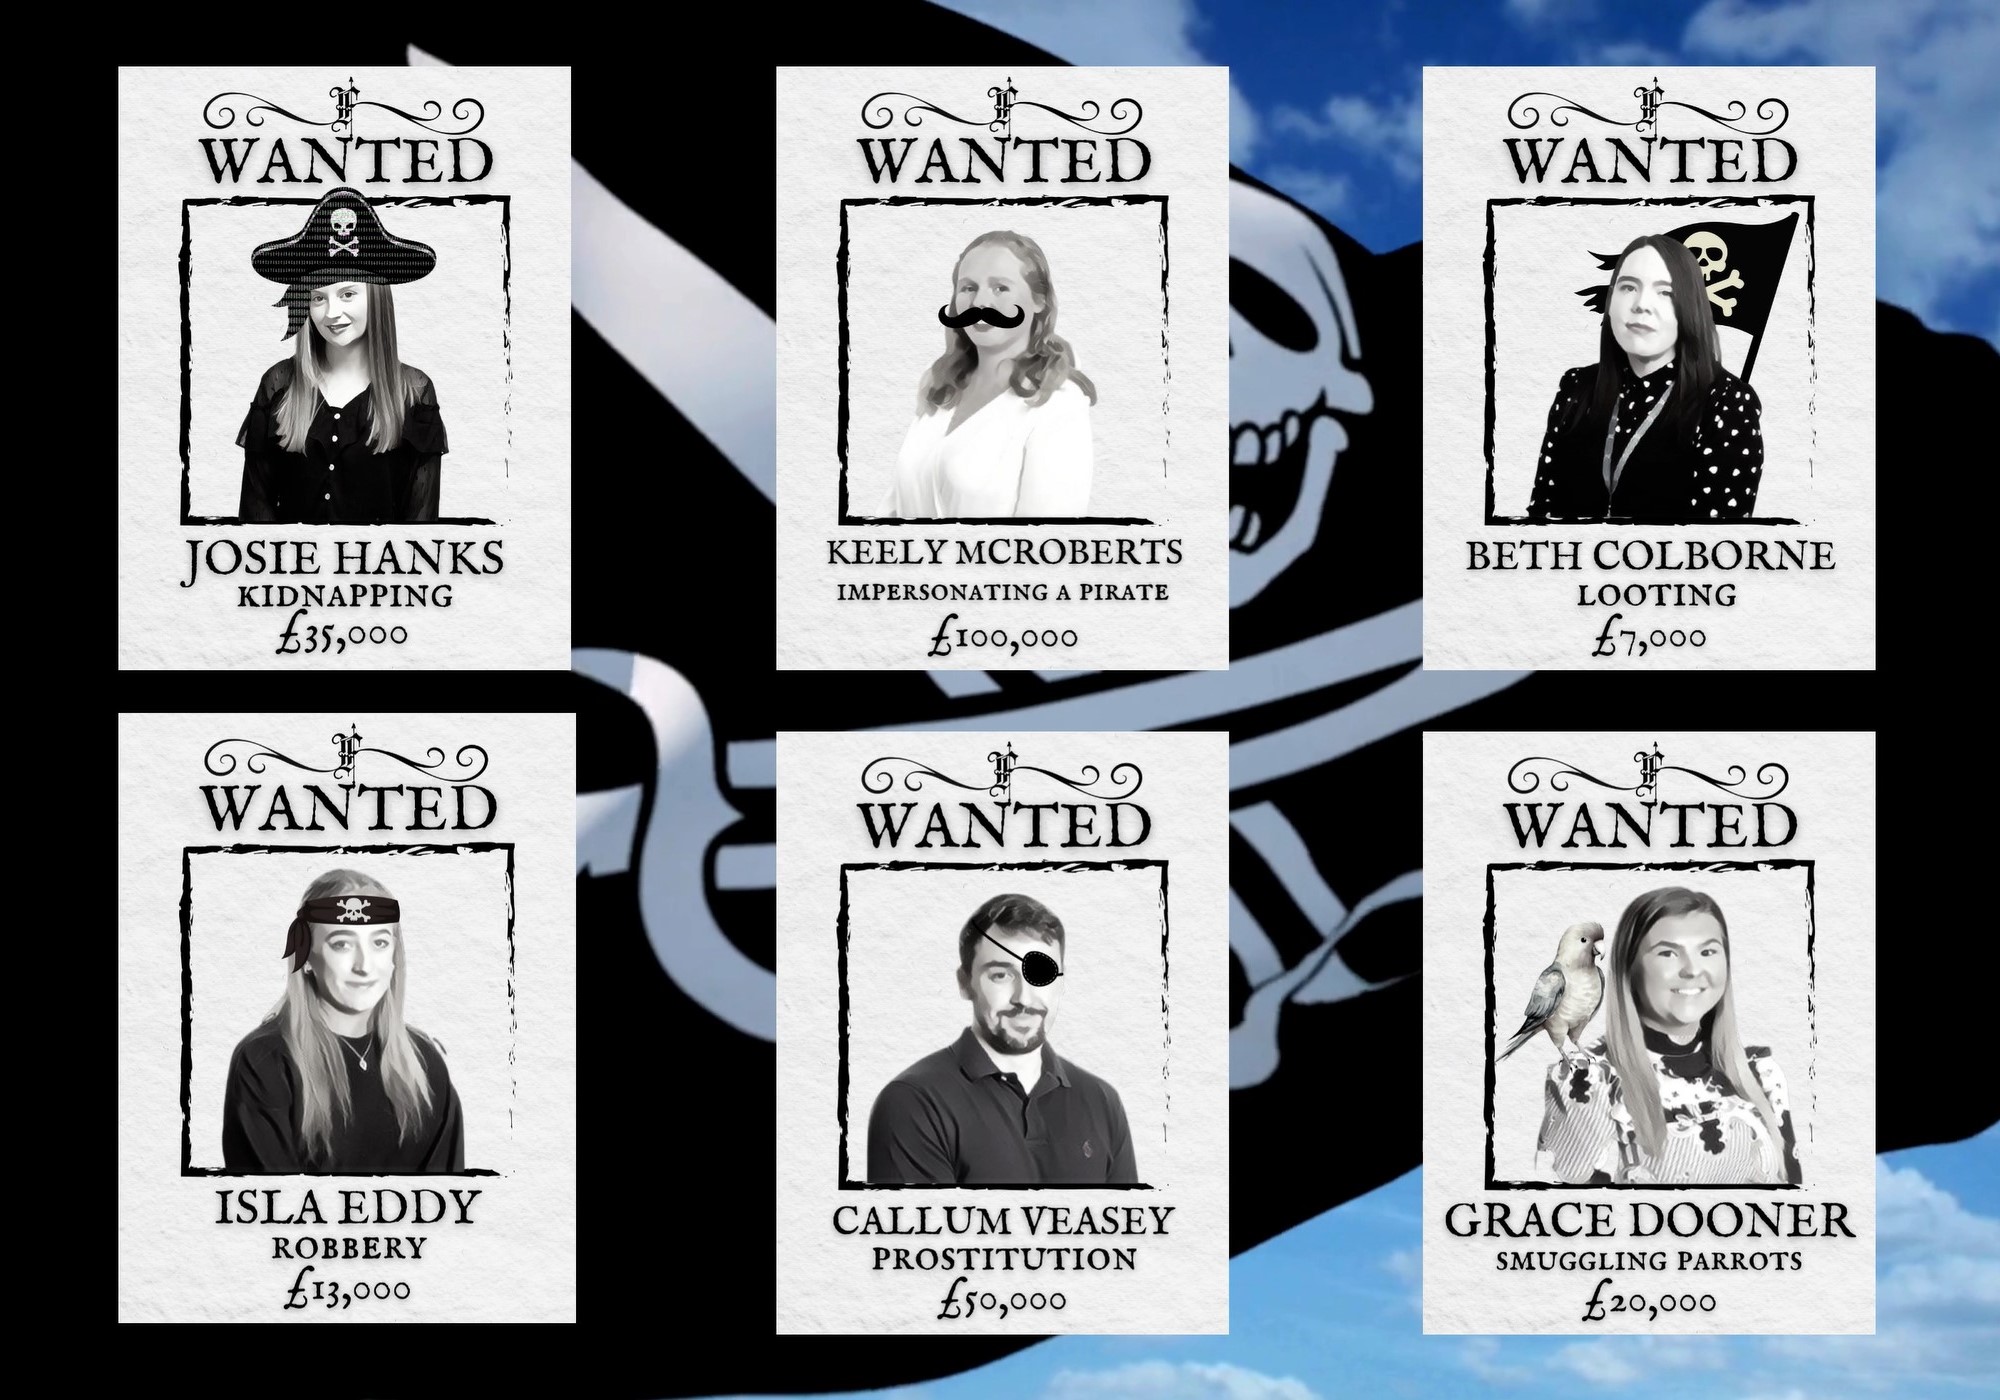 WANTED
JOSIE HANKS
KIDNAPPING
£35,000
WANTED
KEELY MCROBERTS
IMPERSONATING A PIRATE
£100,000
WANTED
BETH COLBORNE
LOOTING
£7,000
WANTED
ISLA EDDY
ROBBERY
£13,000
WANTED
CALLUM VEASEY
PROSTITUTION
£50,000
WANTED
GRACE DOONER
SMUGGLING PARROTS
£20,000